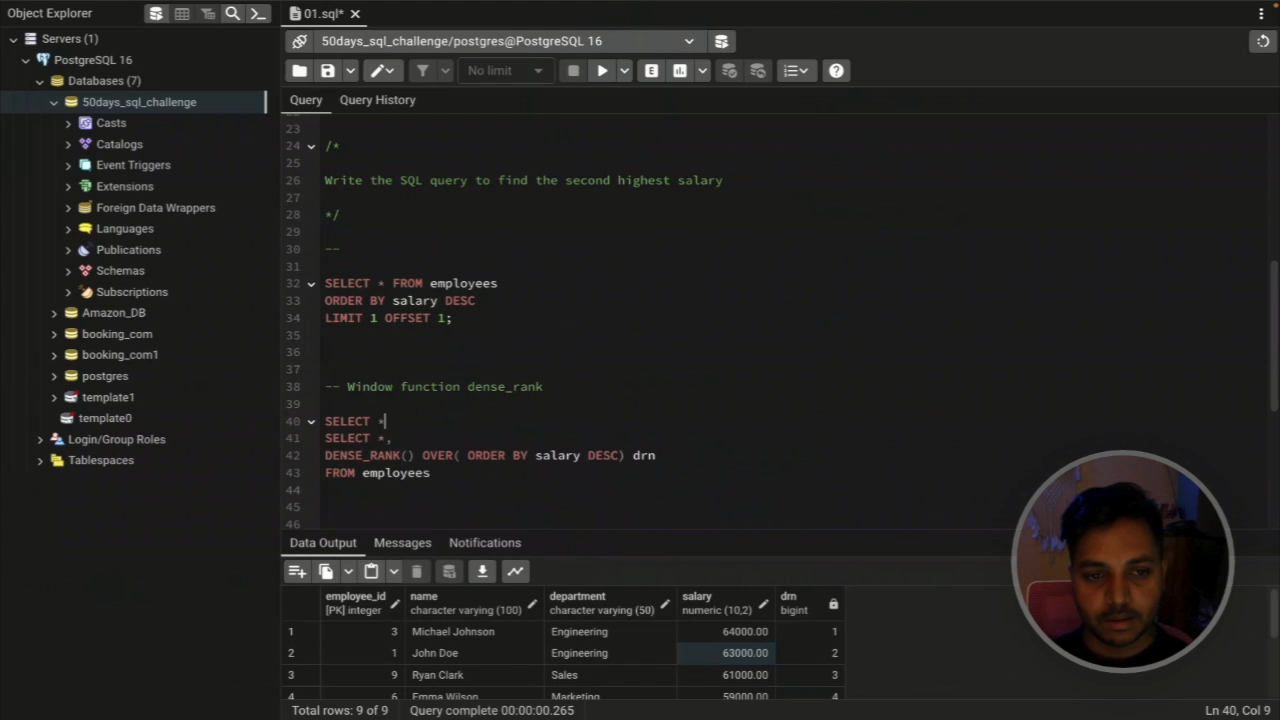 Object Explorer
Servers (1)
PostgreSQL 16
Databases (7)
50days_sql_challenge
Casts
Catalogs
Event Triggers
Extensions
Foreign Data Wrappers
Languages
Publications
Schemas
Subscriptions
Amazon_DB
booking_com
booking_com1
postgres
template1
template0
Login/Group Roles
Tablespaces
01.sql*
50days_sql_challenge/postgres@PostgreSQL 16
No limit
E
Query Query History
23
24 /*
25
26 Write the SQL query to find the second highest salary
27
28 */
29
30 --
31
32 SELECT * FROM employees
33 ORDER BY salary DESC
34 LIMIT 1 OFFSET 1;
35
36
37
38 -- Window function dense_rank
39
40 SELECT *
41 SELECT *,
42 DENSE_RANK() OVER( ORDER BY salary DESC) drn
43 FROM employees
44
45
46
Data Output Messages Notifications
employee_id name department salary drn
[PK] integer character varying (100) character varying (50) numeric (10,2) bigint
1 3 Michael Johnson Engineering 64000.00 1
2 1 John Doe Engineering 63000.00 2
3 9 Ryan Clark Sales 61000.00 3
4 6 Emma Wilson Marketing 59000.00 4
Total rows: 9 of 9 Query complete 00:00:00.265 Ln 40, Col 9